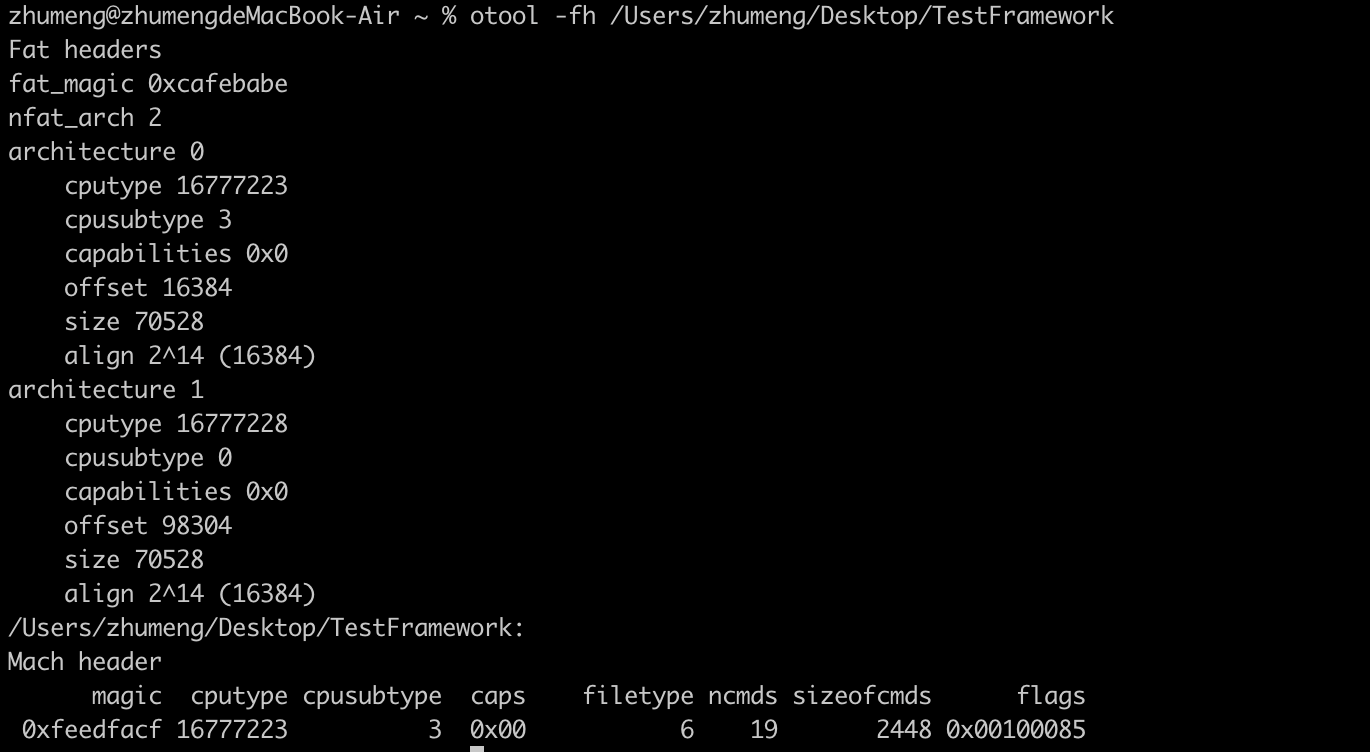 zhumeng@zhumengdeMacBook-Air ~ % otool -fh /Users/zhumeng/Desktop/TestFramework
Fat headers
fat_magic 0xcafebabe
nfat_arch 2
architecture 0
    cputype 16777223
    cpusubtype 3
    capabilities 0x0
    offset 16384
    size 70528
    align 2^14 (16384)
architecture 1
    cputype 16777228
    cpusubtype 0
    capabilities 0x0
    offset 98304
    size 70528
    align 2^14 (16384)
/Users/zhumeng/Desktop/TestFramework:
Mach header
      magic  cputype cpusubtype  caps    filetype ncmds sizeofcmds      flags
 0xfeedfacf 16777223          3  0x00           6    19       2448 0x00100085